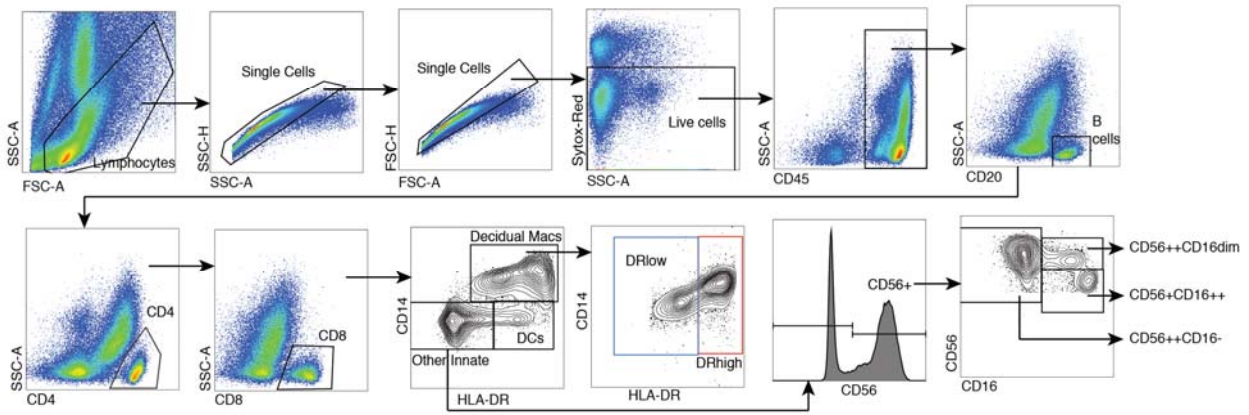 SSC-A
Lymphocytes
FSC-A
Single Cells
SSC-H
SSC-A
Single Cells
FSC-H
FSC-A
Sytox-Red
Live cells
SSC-A
SSC-A
CD45
SSC-A
B
cells
CD20
SSC-A
CD4
CD4
SSC-A
CD8
CD8
Decidual Macs
CD14
DCs
Other Innate
HLA-DR
DRlow
CD14
DRhigh
HLA-DR
CD56+
CD56
CD56
CD16
CD56++CD16dim
CD56+CD16++
CD56++CD16-